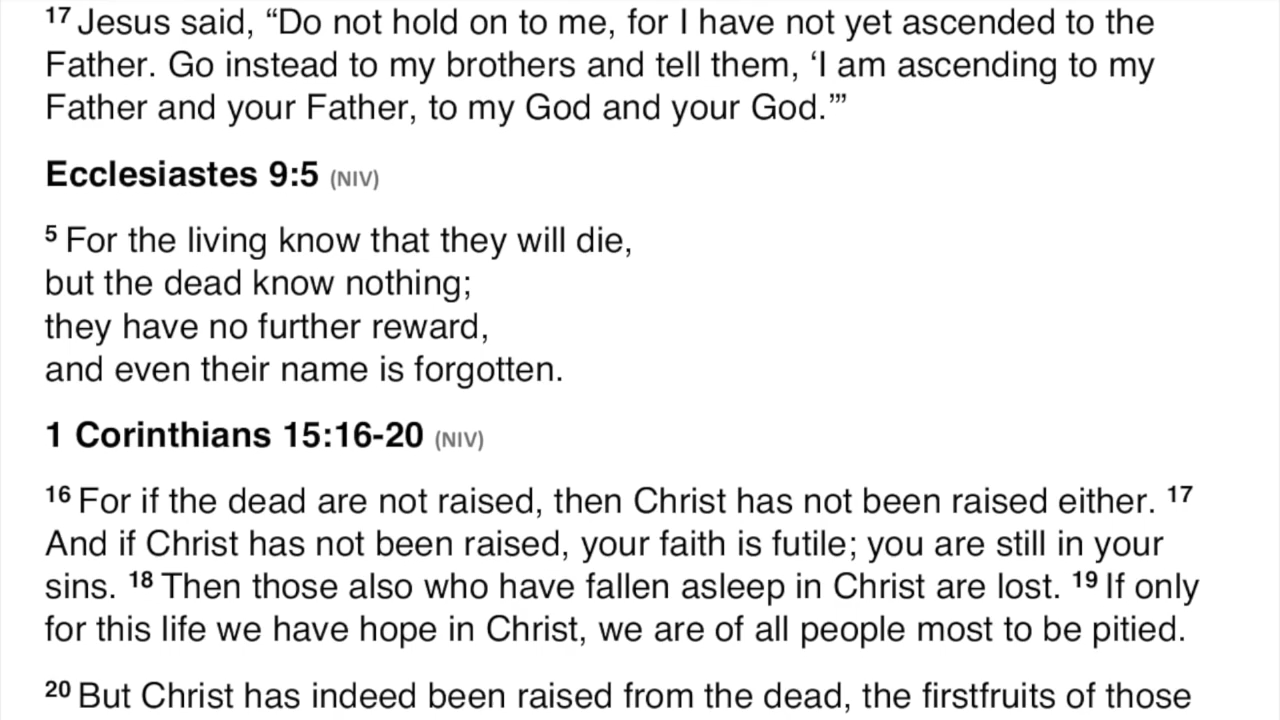 17 Jesus said, “Do not hold on to me, for I have not yet ascended to the
Father. Go instead to my brothers and tell them, ‘I am ascending to my
Father and your Father, to my God and your God.’”
Ecclesiastes 9:5 (NIV)
5 For the living know that they will die,
but the dead know nothing;
they have no further reward,
and even their name is forgotten.
1 Corinthians 15:16-20 (NIV)
16 For if the dead are not raised, then Christ has not been raised either. 17
And if Christ has not been raised, your faith is futile; you are still in your
sins. 18 Then those also who have fallen asleep in Christ are lost. 19 If only
for this life we have hope in Christ, we are of all people most to be pitied.
20 But Christ has indeed been raised from the dead, the firstfruits of those